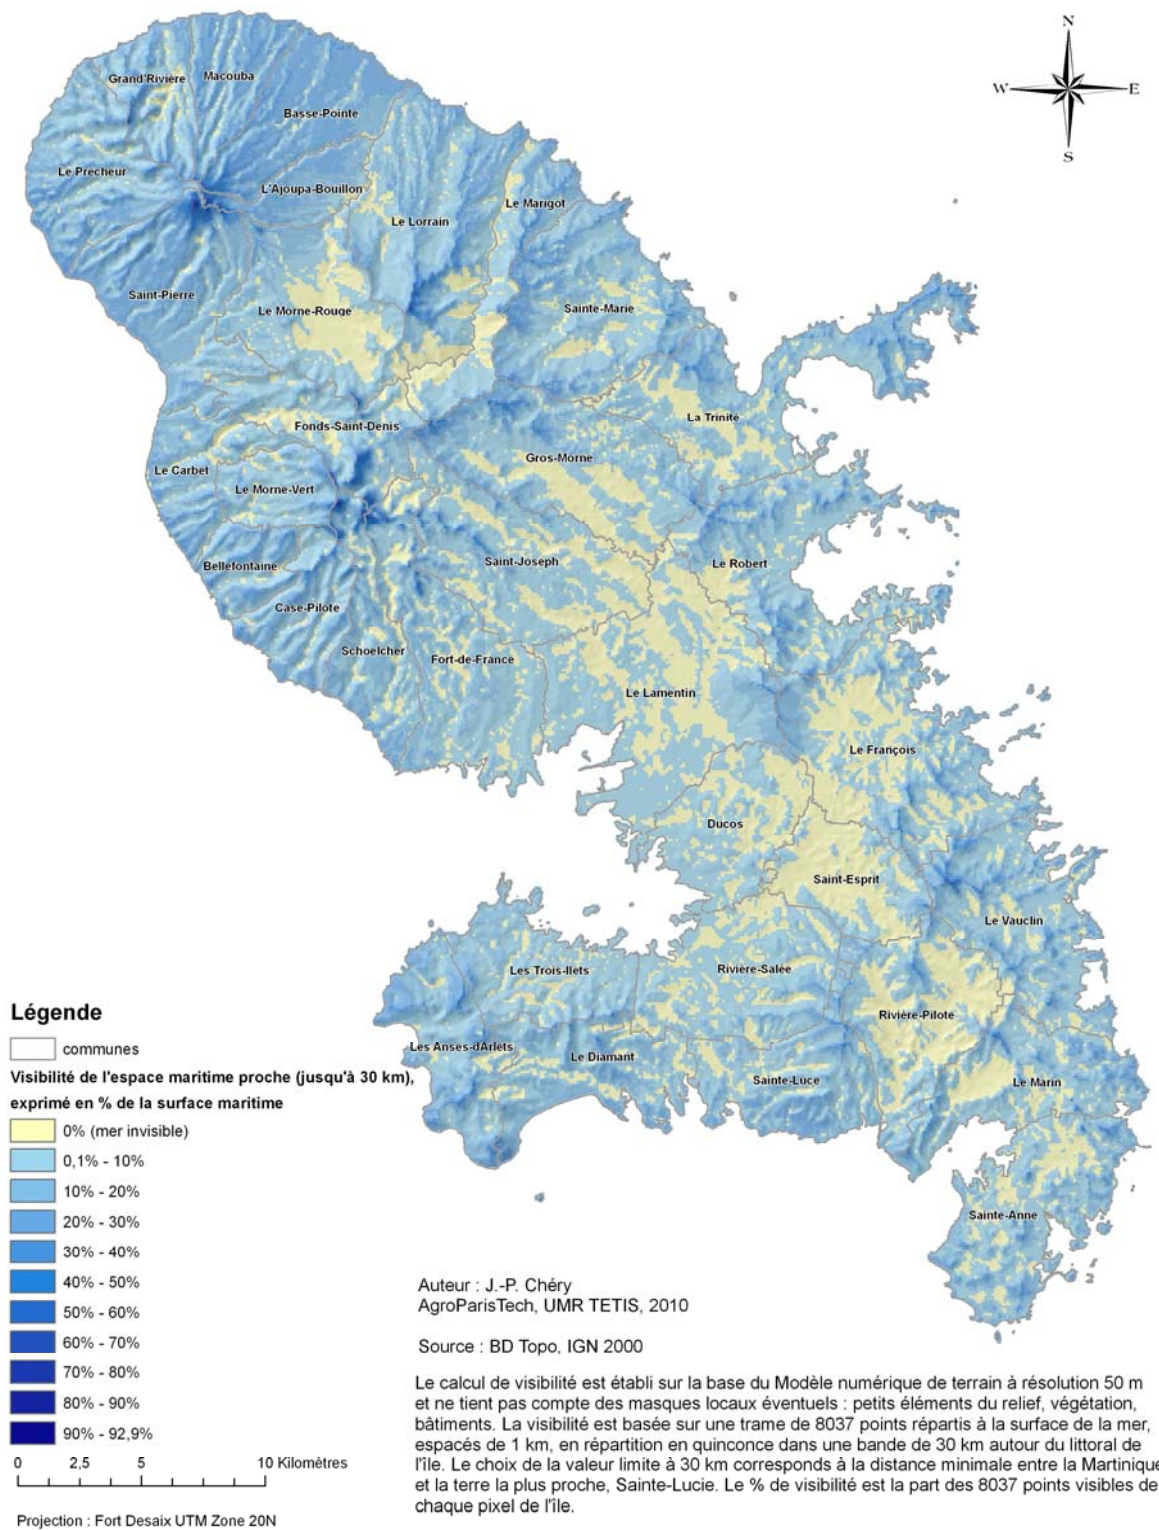 N
W
E
S
Grand'Rivière
Macouba
Basse-Pointe
Le Prêcheur
L'Ajoupa-Bouillon
Le Lorrain
Le Marigot
Saint-Pierre
Le Morne-Rouge
Sainte-Marie
La Trinité
Fonds-Saint-Denis
Gros-Morne
Le Carbet
Le Morne-Vert
Saint-Joseph
Le Robert
Bellefontaine
Case-Pilote
Schoelcher
Fort-de-France
Le Lamentin
Le François
Ducos
Saint-Esprit
Le Vauclin
Les Trois-Ilets
Rivière-Salée
Rivière-Pilote
Les Anses-d'Arlets
Le Diamant
Sainte-Luce
Le Marin
Sainte-Anne
Légende
communes
Visibilité de l'espace maritime proche (jusqu'à 30 km),
exprimé en % de la surface maritime
0% (mer invisible)
0,1% - 10%
10% - 20%
20% - 30%
30% - 40%
40% - 50%
50% - 60%
60% - 70%
70% - 80%
80% - 90%
90% - 92,9%
0 2,5 5 10 Kilomètres
Projection : Fort Desaix UTM Zone 20N
Auteur : J.-P. Chéry
AgroParisTech, UMR TETIS, 2010
Source : BD Topo, IGN 2000
Le calcul de visibilité est établi sur la base du Modèle numérique de terrain à résolution 50 m
et ne tient pas compte des masques locaux éventuels : petits éléments du relief, végétation,
bâtiments. La visibilité est basée sur une trame de 8037 points répartis à la surface de la mer,
espacés de 1 km, en répartition en quinconce dans une bande de 30 km autour du littoral de
l'île. Le choix de la valeur limite à 30 km corresponds à la distance minimale entre la Martinique
et la terre la plus proche, Sainte-Lucie. Le % de visibilité est la part des 8037 points visibles de
chaque pixel de l'île.